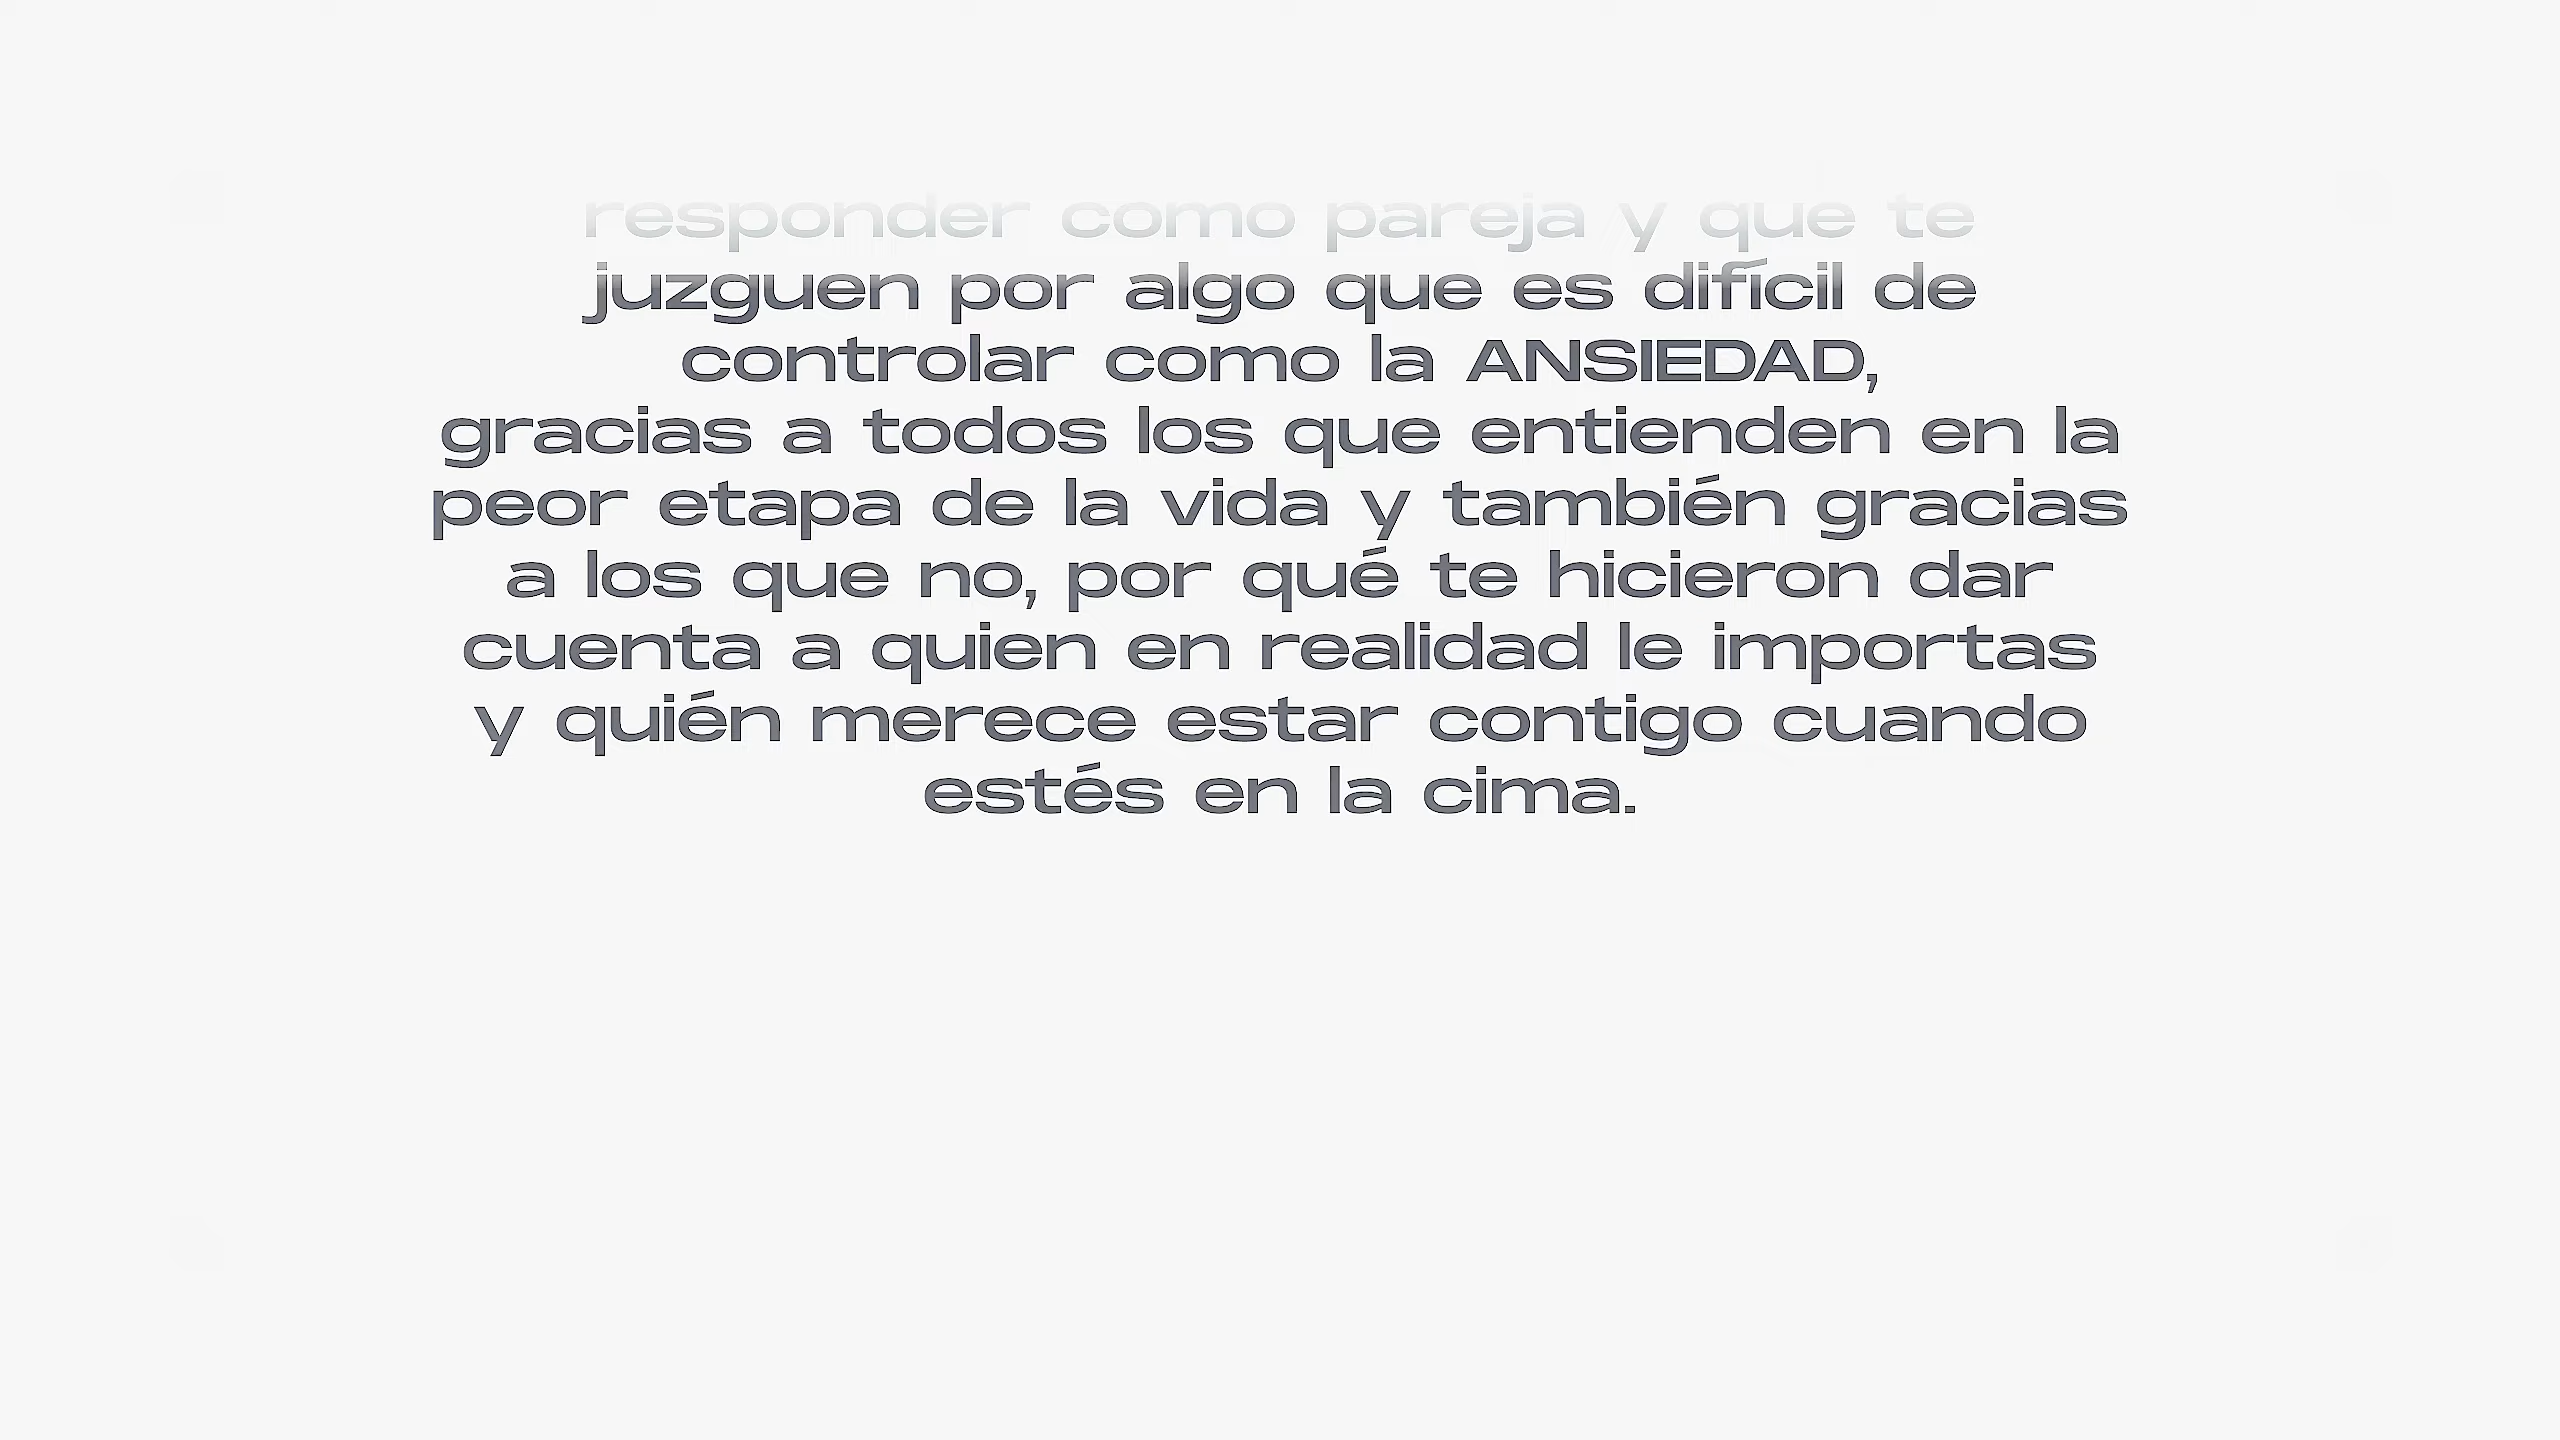 responder como pareja y que te
juzguen por algo que es difícil de
controlar como la ANSIEDAD,
gracias a todos los que entienden en la
peor etapa de la vida y también gracias
a los que no, por qué te hicieron dar
cuenta a quien en realidad le importas
y quién merece estar contigo cuando
estés en la cima.